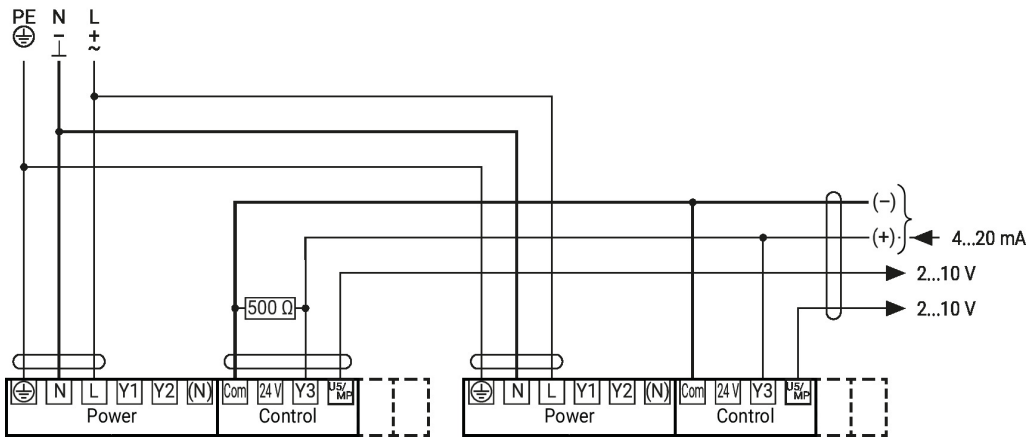 PE N L
− +
~
(−)
(+) 4...20 mA
2...10 V
500 Ω 2...10 V
N L Y1 Y2 (N) Com 24 V Y3 U5/MP N L Y1 Y2 (N) Com 24 V Y3 U5/MP
Power Control Power Control